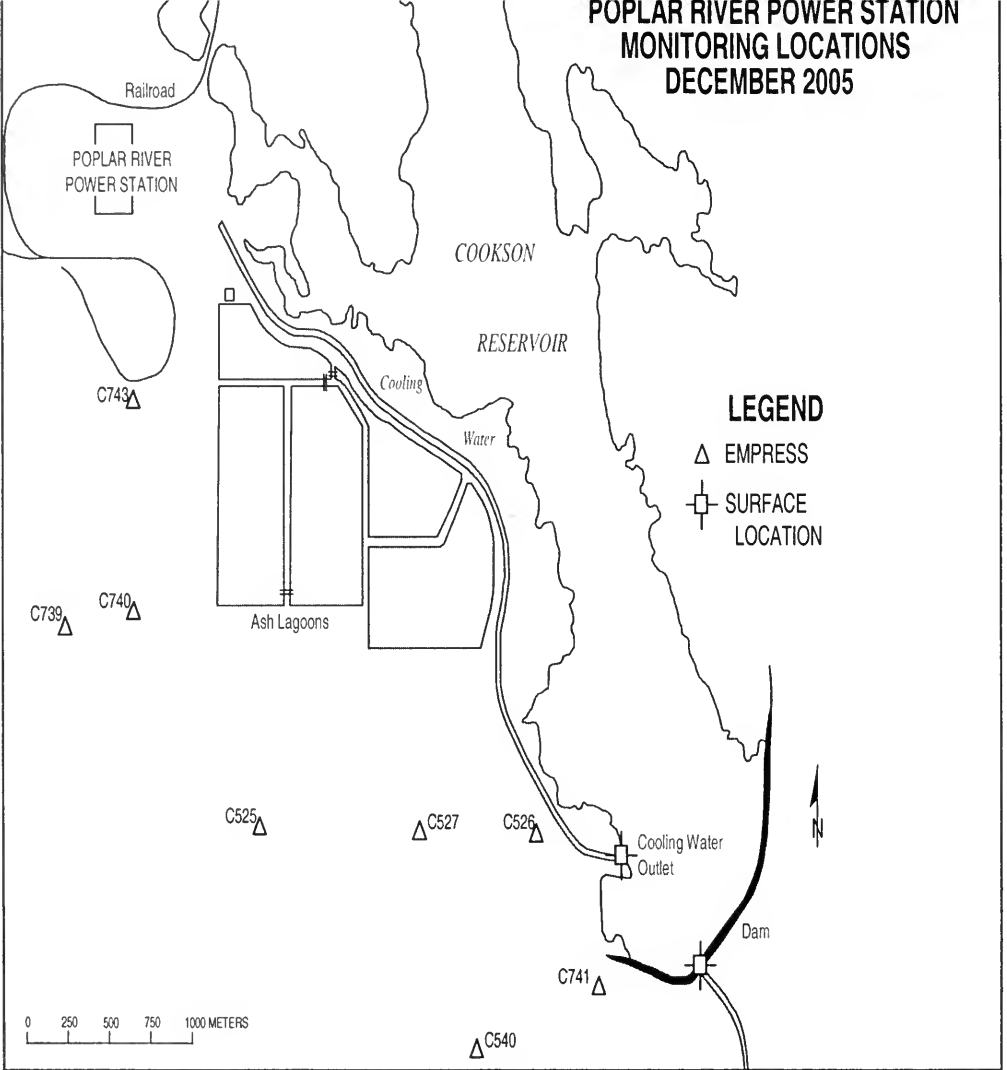 POPLAR RIVER POWER STATION
MONITORING LOCATIONS
DECEMBER 2005
Railroad
POPLAR RIVER
POWER STATION
COOKSON
RESERVOIR
Cooling
Water
C743
LEGEND
EMPRESS
SURFACE
LOCATION
C739
C740
Ash Lagoons
C525
C527
C526
N
Cooling Water
Outlet
Dam
C741
0 250 500 750 1000 METERS
C540